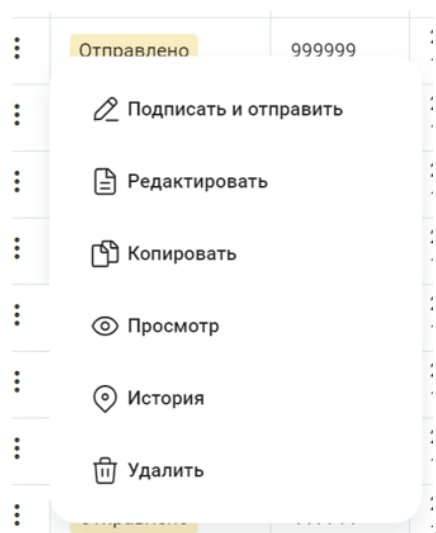 Отправлено 999999
Подписать и отправить
Редактировать
Копировать
Просмотр
История
Удалить